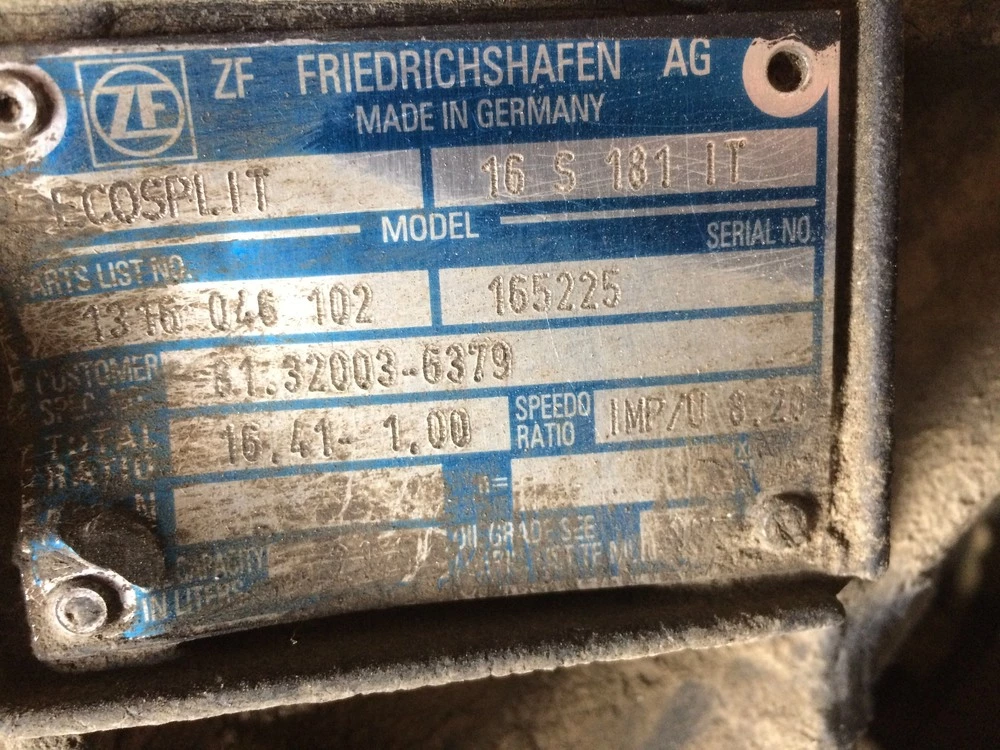 ZF ZF FRIEDRICHSHAFEN AG
MADE IN GERMANY
ECOSPLIT 16 S 181 IT
MODEL
PARTS LIST NO. SERIAL NO.
1316 046 102 165225
CUSTOMER 81.32003-6379
TOTAL RATIO 16.41- 1.00 SPEEDO RATIO IMP/U 8.20
N n=
CAPACITY OIL GRADE SEE
IN LITERS